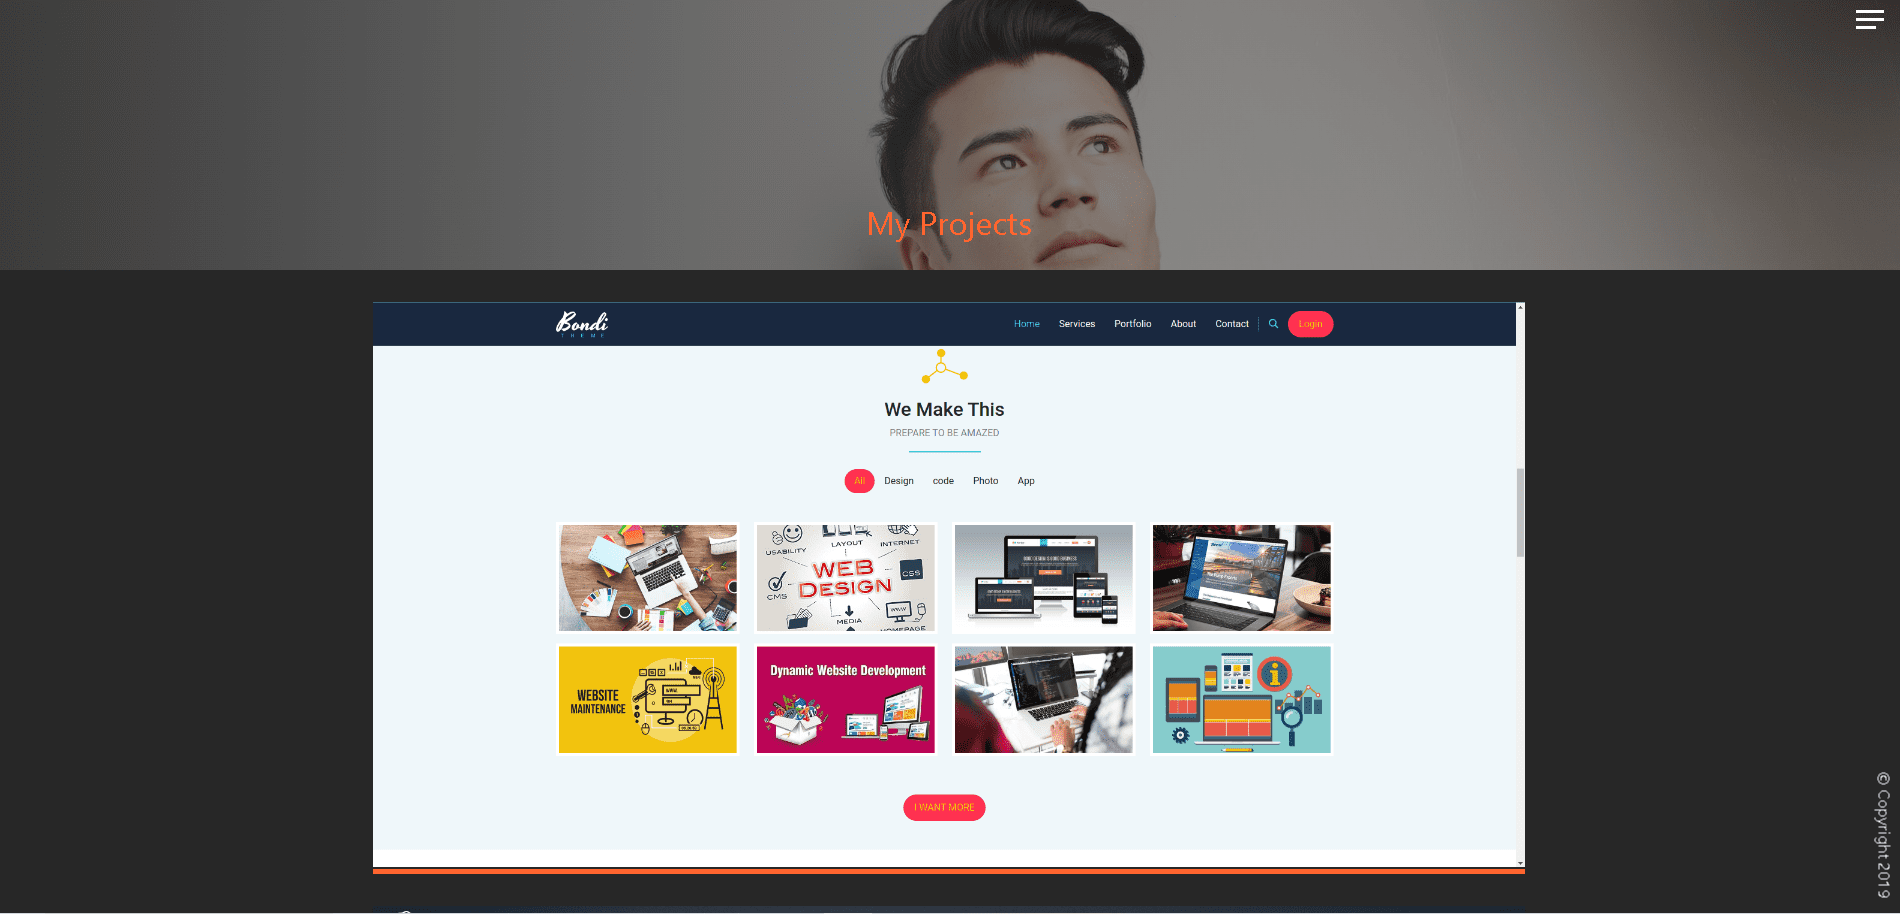 My Projects
Bondi
THEME
Home Services Portfolio About Contact Login
We Make This
PREPARE TO BE AMAZED
All Design code Photo App
USABILITY
LAYOUT
INTERNET
WEB
DESIGN
CSS
CMS
WWW
MEDIA
HOMEPAGE
WEBSITE
MAINTENANCE
WWW
Dynamic Website Development
I WANT MORE
© Copyright 2019